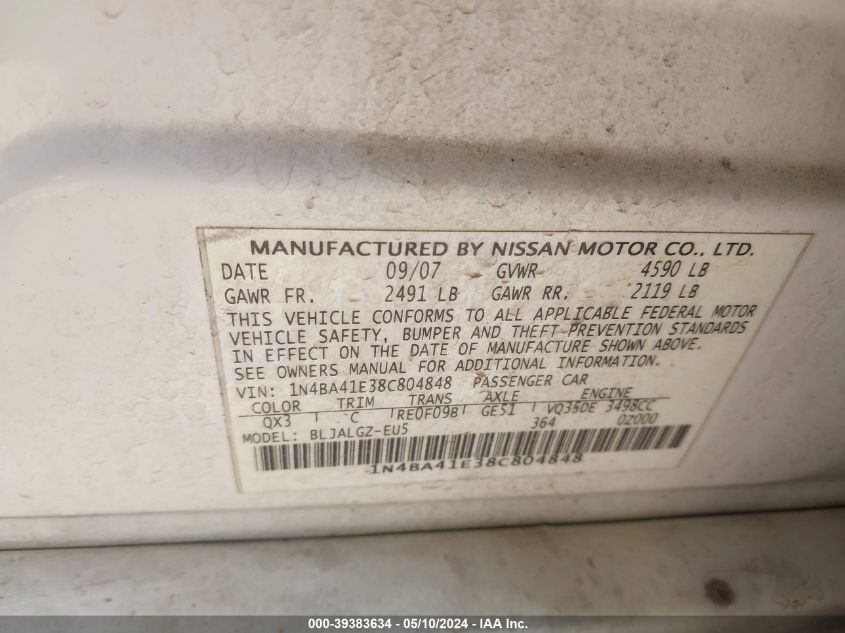 MANUFACTURED BY NISSAN MOTOR CO., LTD.
DATE 09/07 GVWR 4590 LB
GAWR FR. 2491 LB GAWR RR. 2119 LB
THIS VEHICLE CONFORMS TO ALL APPLICABLE FEDERAL MOTOR
VEHICLE SAFETY, BUMPER AND THEFT-PREVENTION STANDARDS
IN EFFECT ON THE DATE OF MANUFACTURE SHOWN ABOVE.
SEE OWNERS MANUAL FOR ADDITIONAL INFORMATION.
VIN: 1N4BA41E38C804848 PASSENGER CAR
COLOR TRIM TRANS AXLE ENGINE
QX3 C RE0F09B GE51 VQ35DE 3498CC
MODEL: BLJALGZ-EU5 364 0Z000
1N4BA41E38C804848
000-39383634 - 05/10/2024 - IAA Inc.